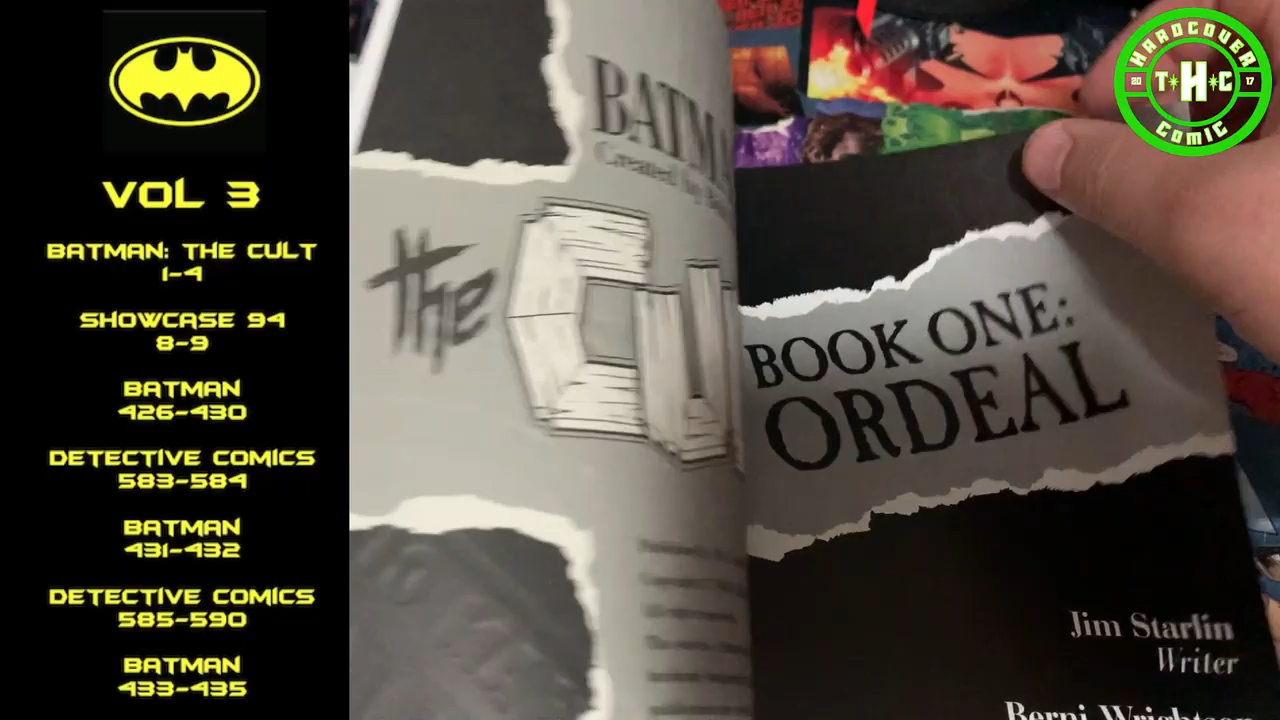 VOL 3
BATMAN: THE CULT
1-4
SHOWCASE 94
8-9
BATMAN
426-430
DETECTIVE COMICS
583-584
BATMAN
431-432
DETECTIVE COMICS
585-590
BATMAN
433-435
BATMA
Created by
the
CU
BOOK ONE:
ORDEAL
Jim Starlin
Writer
Berni Wrightson
HARDCOVER
20 T*H*C 17
COMIC